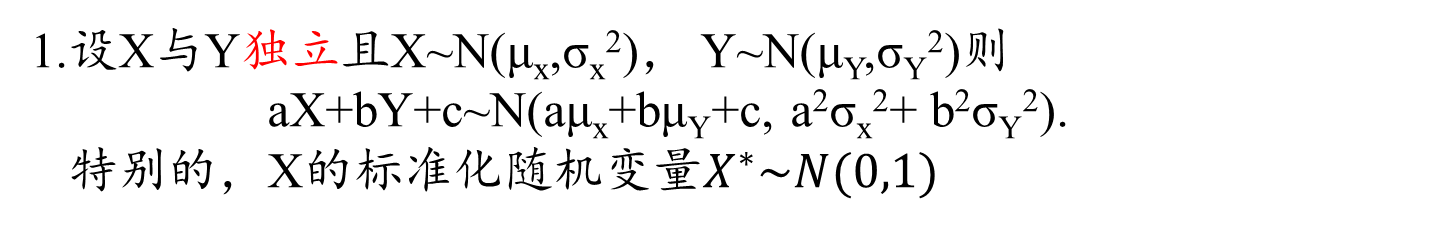 1.设X与Y独立且X~N(μₓ,σₓ²)， Y~N(μY,σY²)则
aX+bY+c~N(aμₓ+bμY+c, a²σₓ²+ b²σY²).
特别的，X的标准化随机变量X*~N(0,1)